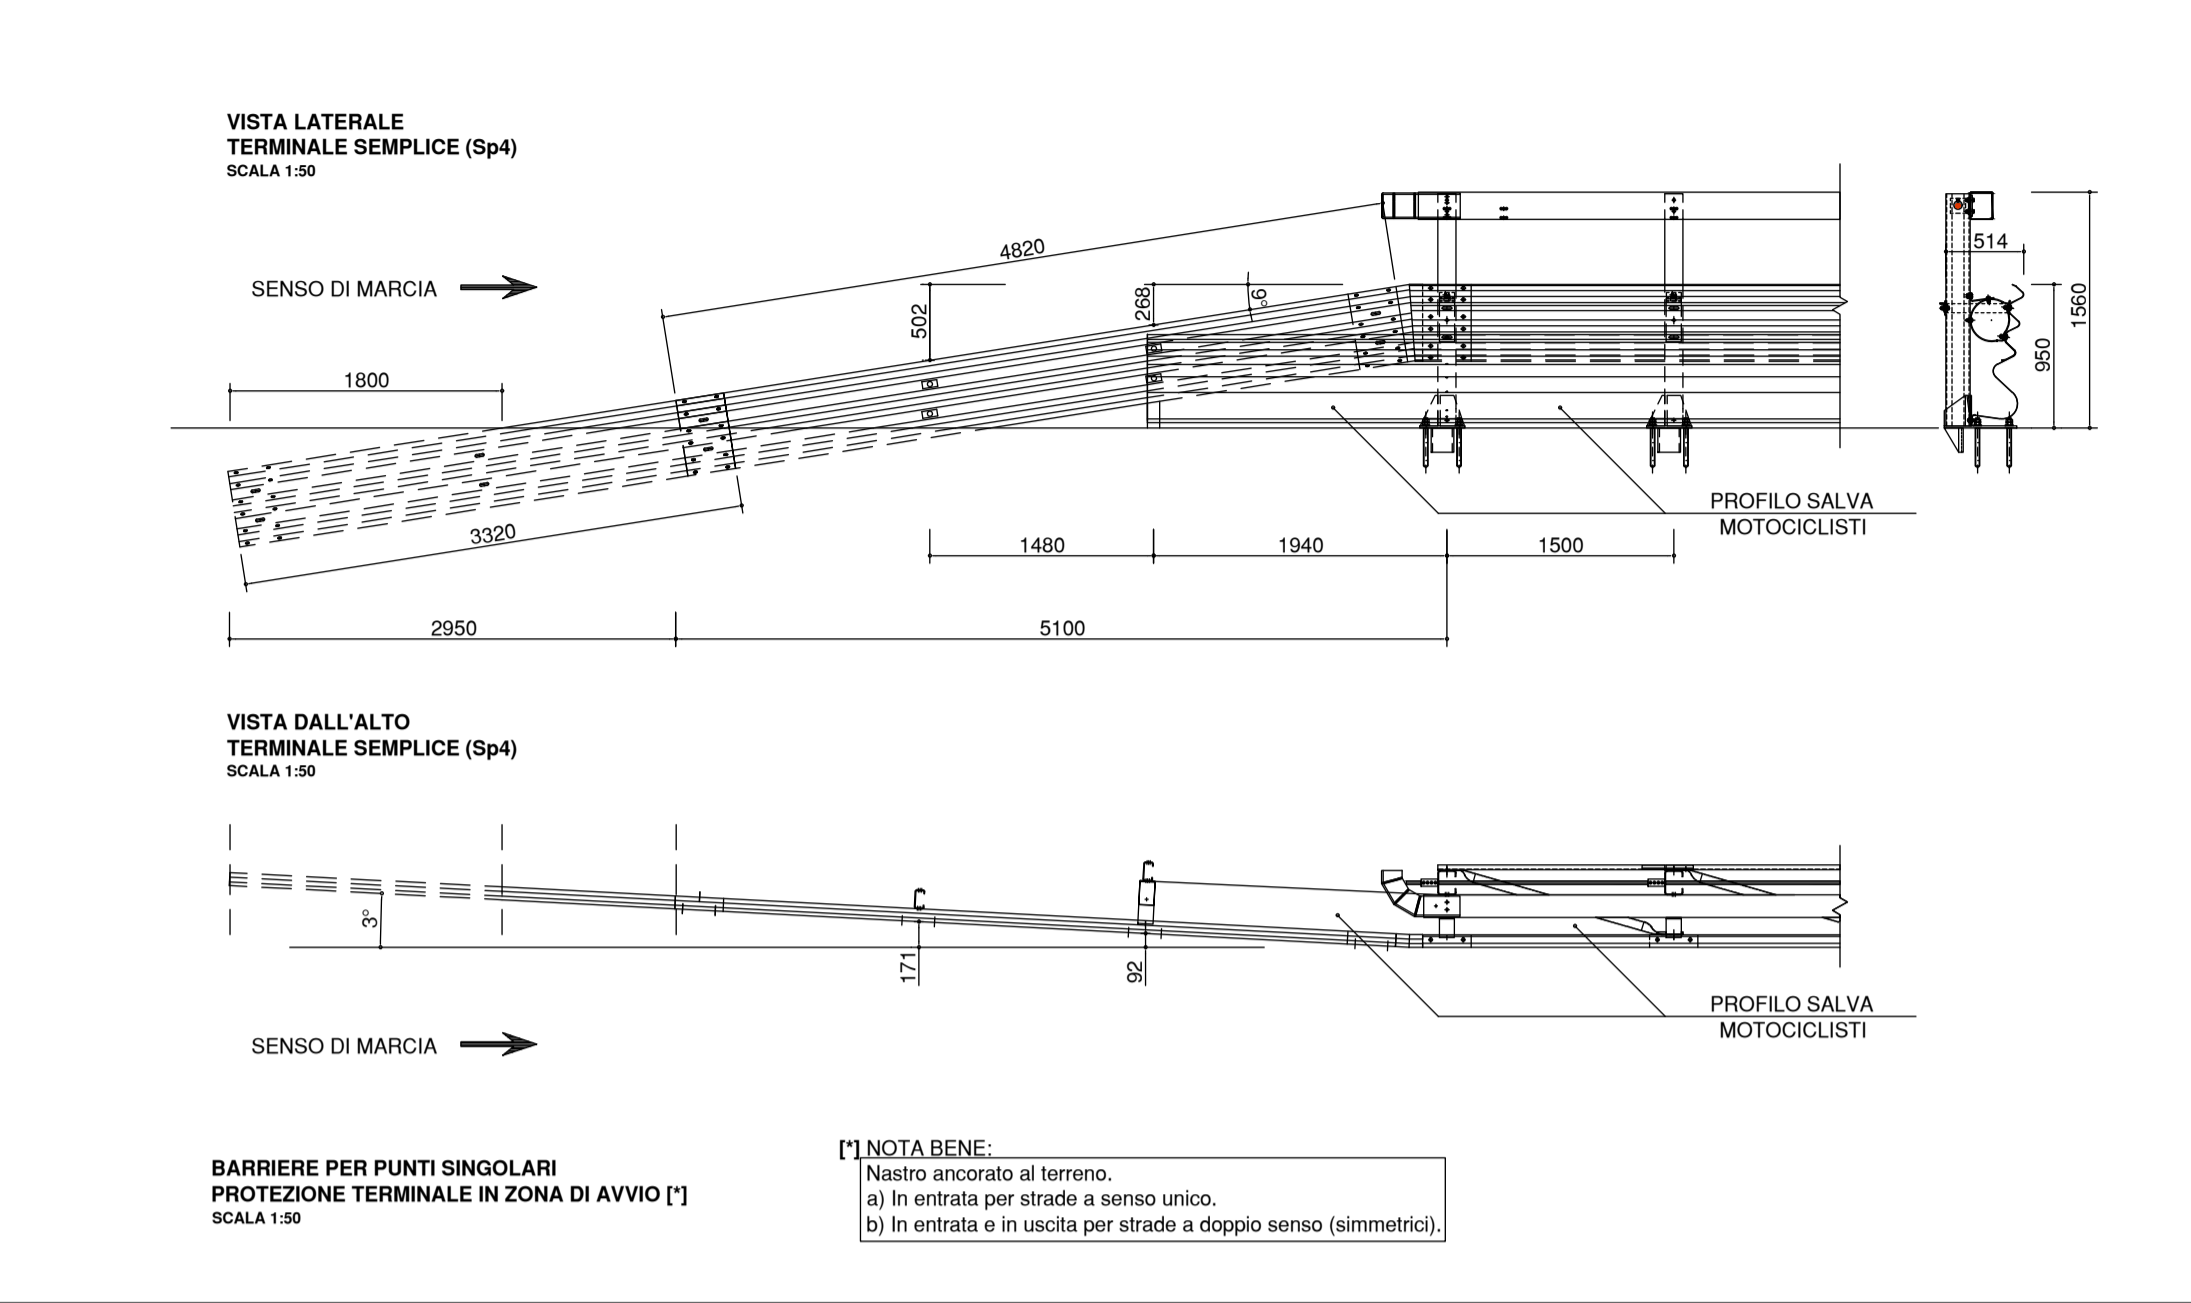 VISTA LATERALE
TERMINALE SEMPLICE (Sp4)
SCALA 1:50
SENSO DI MARCIA
4820
502
268
9°
514
1560
950
1800
3320
PROFILO SALVA
MOTOCICLISTI
1480
1940
1500
2950
5100
VISTA DALL'ALTO
TERMINALE SEMPLICE (Sp4)
SCALA 1:50
3°
171
92
PROFILO SALVA
MOTOCICLISTI
SENSO DI MARCIA
[*] NOTA BENE:
Nastro ancorato al terreno.
a) In entrata per strade a senso unico.
b) In entrata e in uscita per strade a doppio senso (simmetrici).
BARRIERE PER PUNTI SINGOLARI
PROTEZIONE TERMINALE IN ZONA DI AVVIO [*]
SCALA 1:50